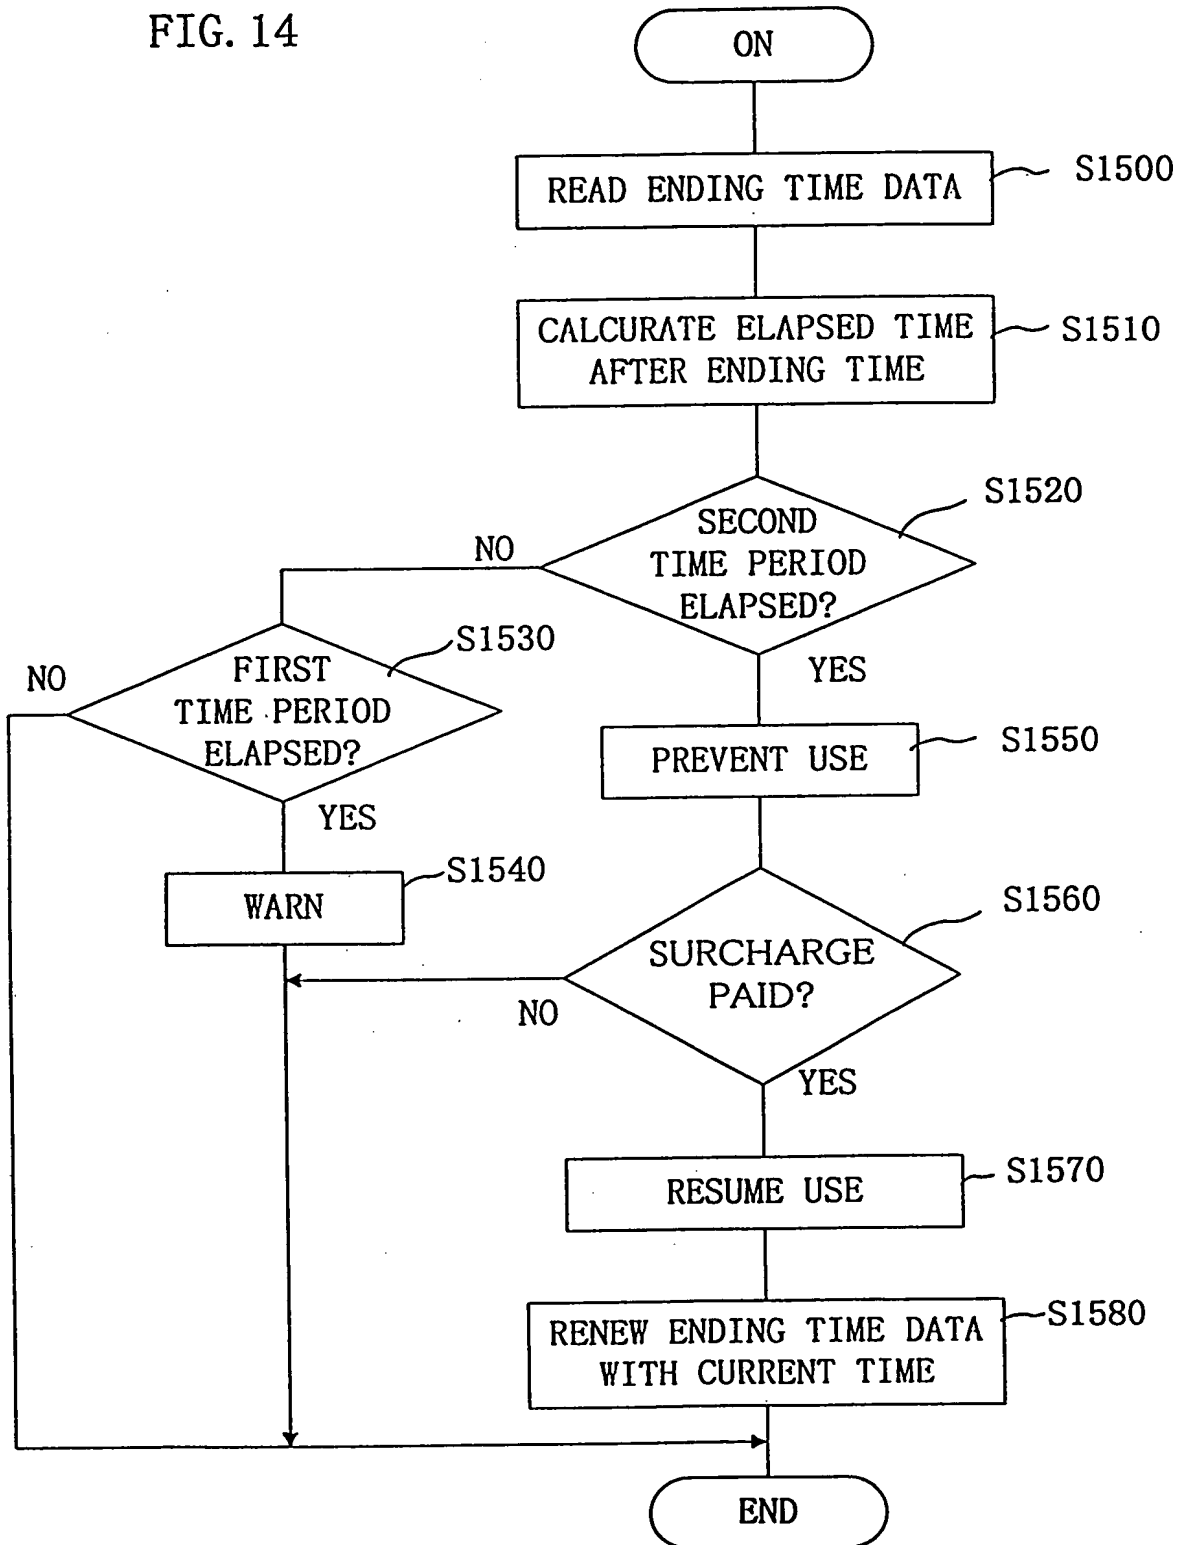 FIG. 14
ON
READ ENDING TIME DATA
S1500
CALCURATE ELAPSED TIME
AFTER ENDING TIME
S1510
SECOND
TIME PERIOD
ELAPSED?
S1520
NO
YES
FIRST
TIME PERIOD
ELAPSED?
S1530
NO
YES
PREVENT USE
S1550
WARN
S1540
SURCHARGE
PAID?
S1560
NO
YES
RESUME USE
S1570
RENEW ENDING TIME DATA
WITH CURRENT TIME
S1580
END